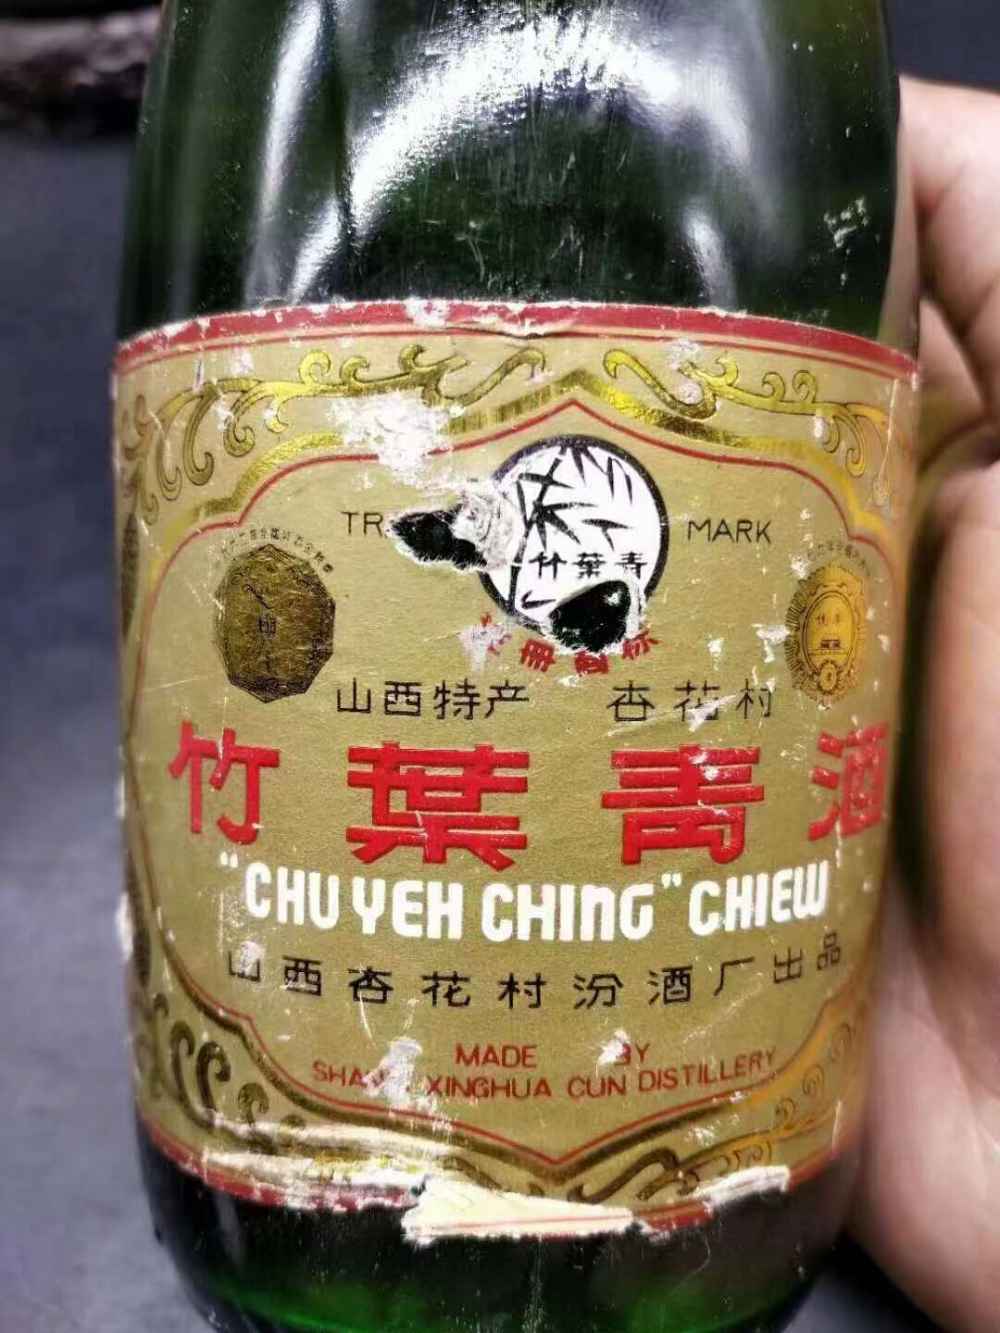 MARK
竹葉青
山西特产 杏花村
竹葉青酒
"CHU YEH CHING" CHIEW
山西杏花村汾酒厂出品
MADE BY
XINGHUA CUN DISTILLERY